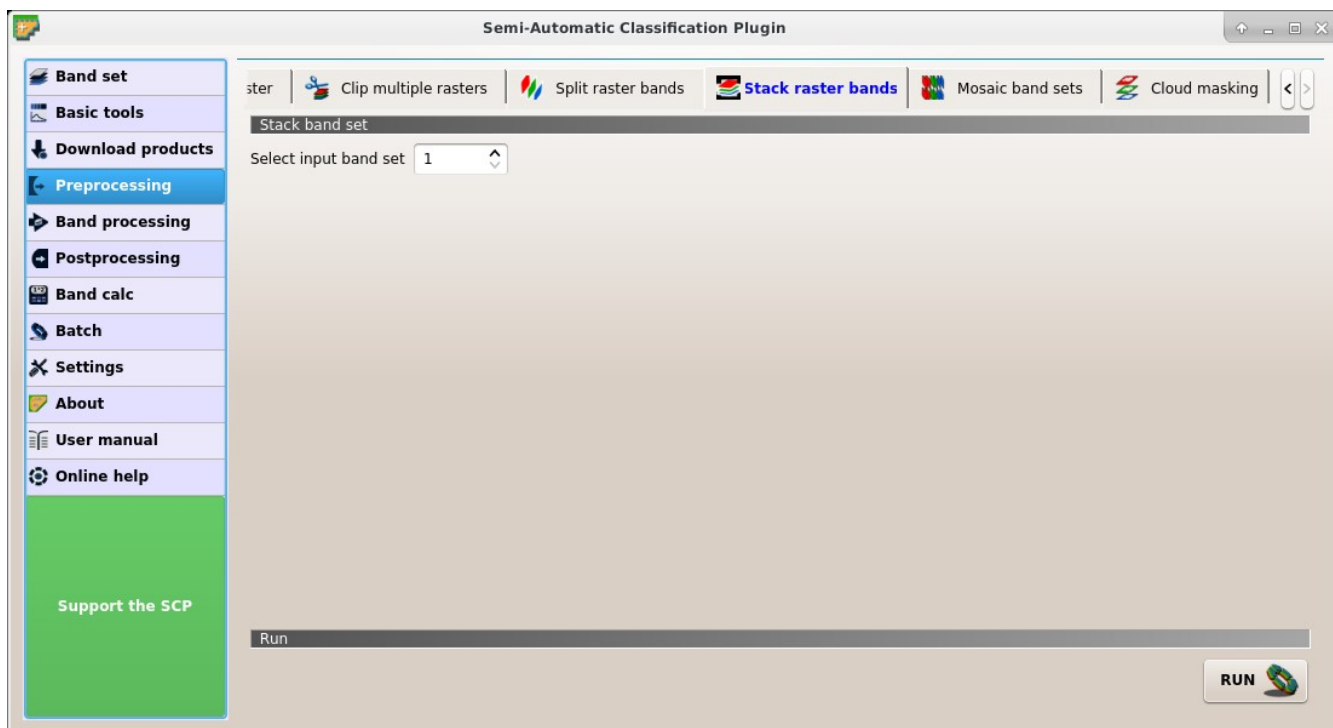 Semi-Automatic Classification Plugin
Band set
Basic tools
Download products
Preprocessing
Band processing
Postprocessing
Band calc
Batch
Settings
About
User manual
Online help
Support the SCP
ster Clip multiple rasters Split raster bands Stack raster bands Mosaic band sets Cloud masking
Stack band set
Select input band set 1
Run
RUN